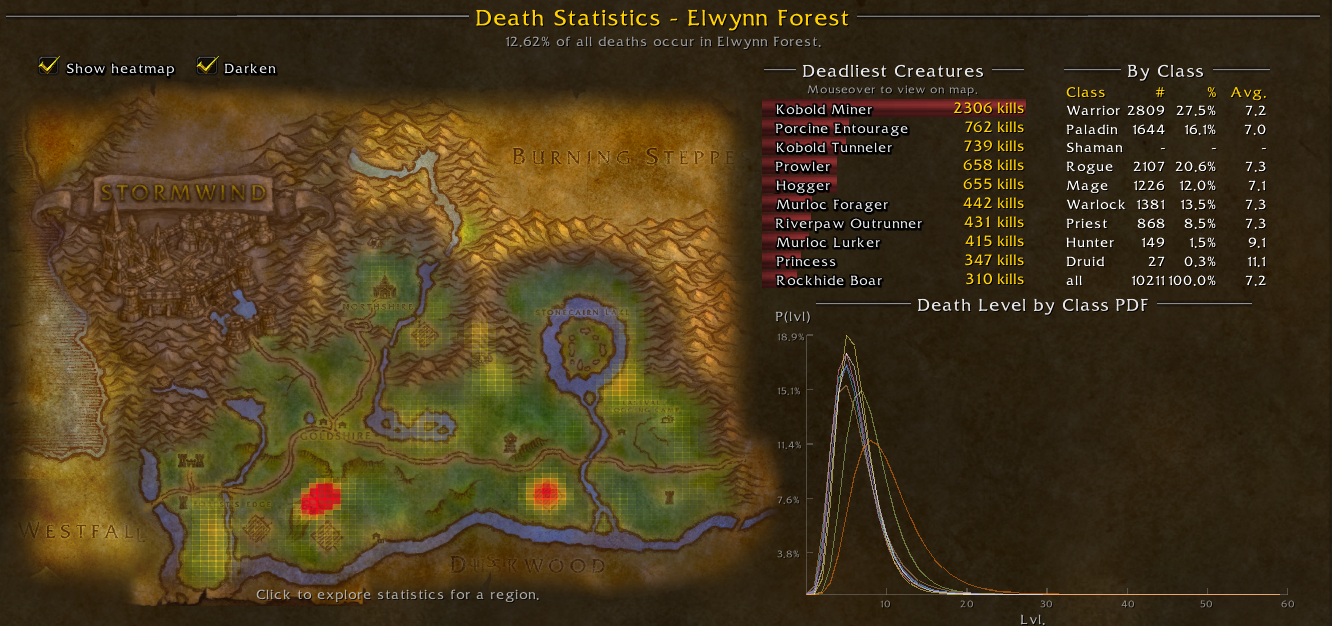 Death Statistics - Elwynn Forest
12.62% of all deaths occur in Elwynn Forest.
Show heatmap
Darken
BURNING STEPPE
STORMWIND
NORTHSHIRE
STONECAIRN LAKE
GOLDSHIRE
WESTFALL
DUSKWOOD
Click to explore statistics for a region.
Deadliest Creatures
Mouseover to view on map.
Kobold Miner 2306 kills
Porcine Entourage 762 kills
Kobold Tunneler 739 kills
Prowler 658 kills
Hogger 655 kills
Murloc Forager 442 kills
Riverpaw Outrunner 431 kills
Murloc Lurker 415 kills
Princess 347 kills
Rockhide Boar 310 kills
By Class
Class # % Avg.
Warrior 2809 27.5% 7.2
Paladin 1644 16.1% 7.0
Shaman - - -
Rogue 2107 20.6% 7.3
Mage 1226 12.0% 7.1
Warlock 1381 13.5% 7.3
Priest 868 8.5% 7.3
Hunter 149 1.5% 9.1
Druid 27 0.3% 11.1
all 10211 100.0% 7.2
Death Level by Class PDF
P(lvl)
18.9%
15.1%
11.4%
7.6%
3.8%
10 20 30 40 50 60
Lvl.